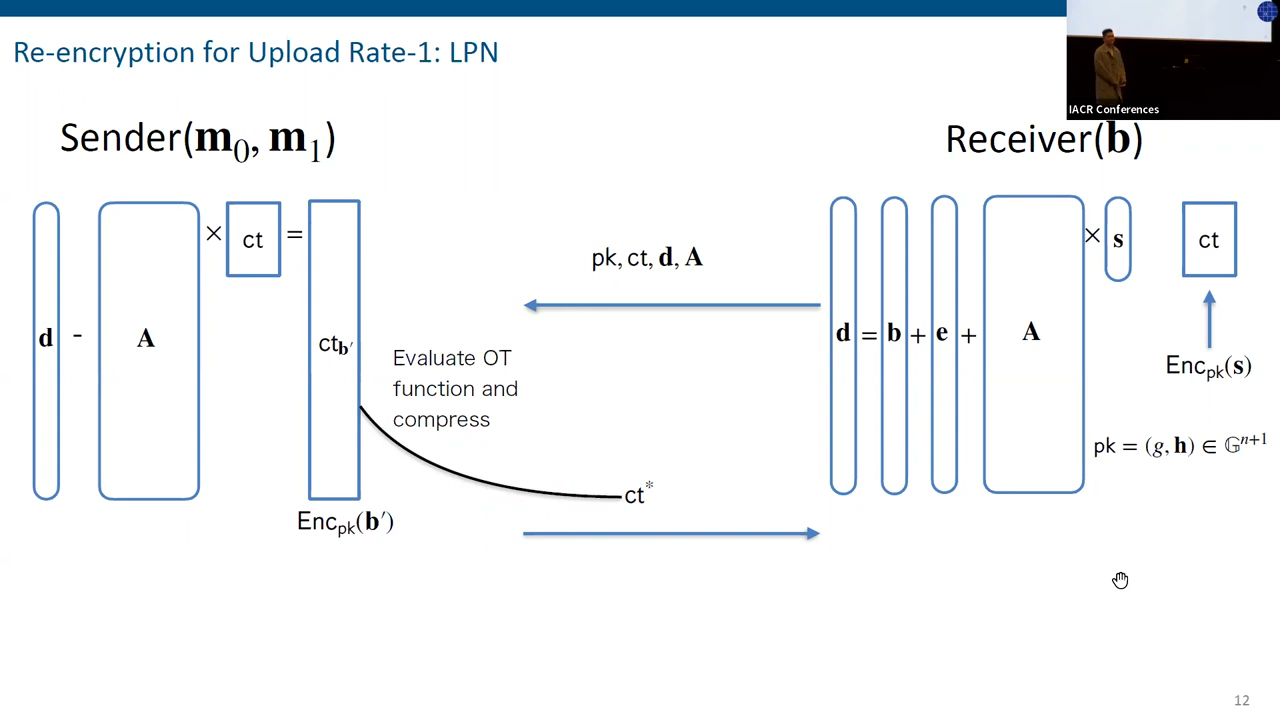 Re-encryption for Upload Rate-1: LPN
IACR Conferences
Sender(m₀, m₁)
Receiver(b)
d - A × ct = ct_b′
Enc_pk(b′)
Evaluate OT
function and
compress
ct*
pk, ct, d, A
d = b + e + A × s
ct
Enc_pk(s)
pk = (g, h) ∈ 𝔾ⁿ⁺¹
12